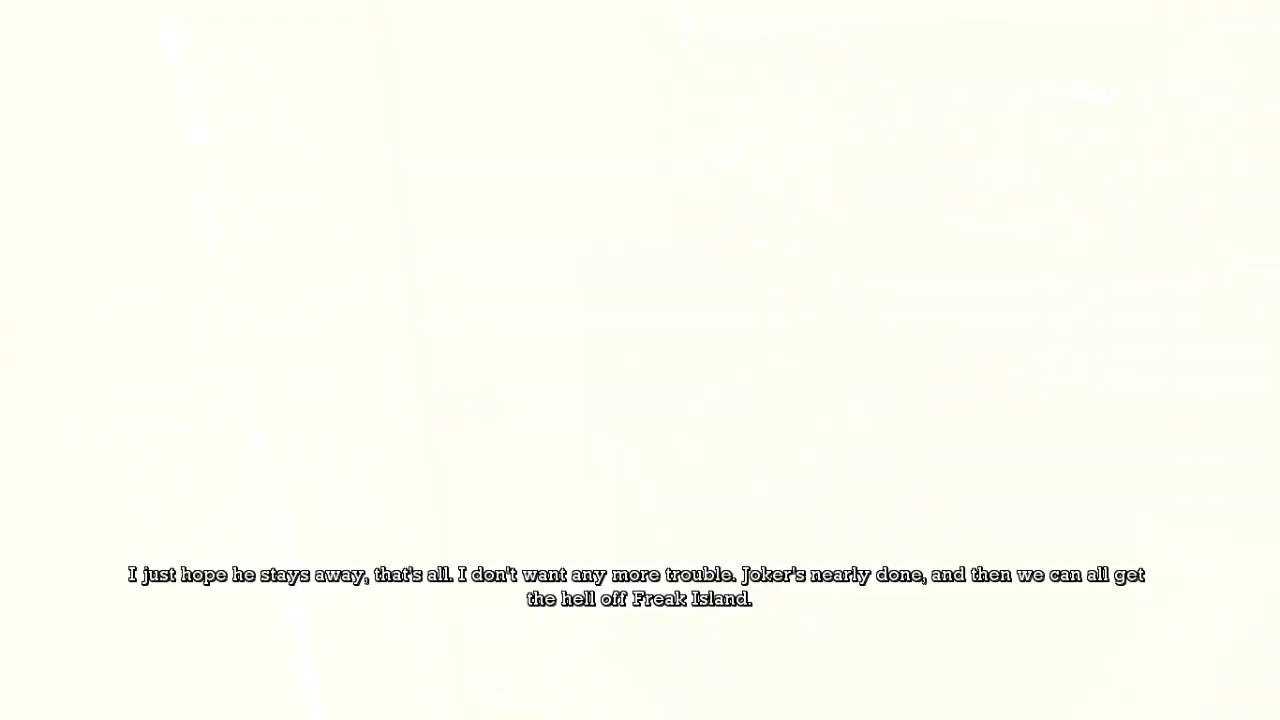 I just hope he stays away, that's all. I don't want any more trouble. Joker's nearly done, and then we can all get
the hell off Freak Island.